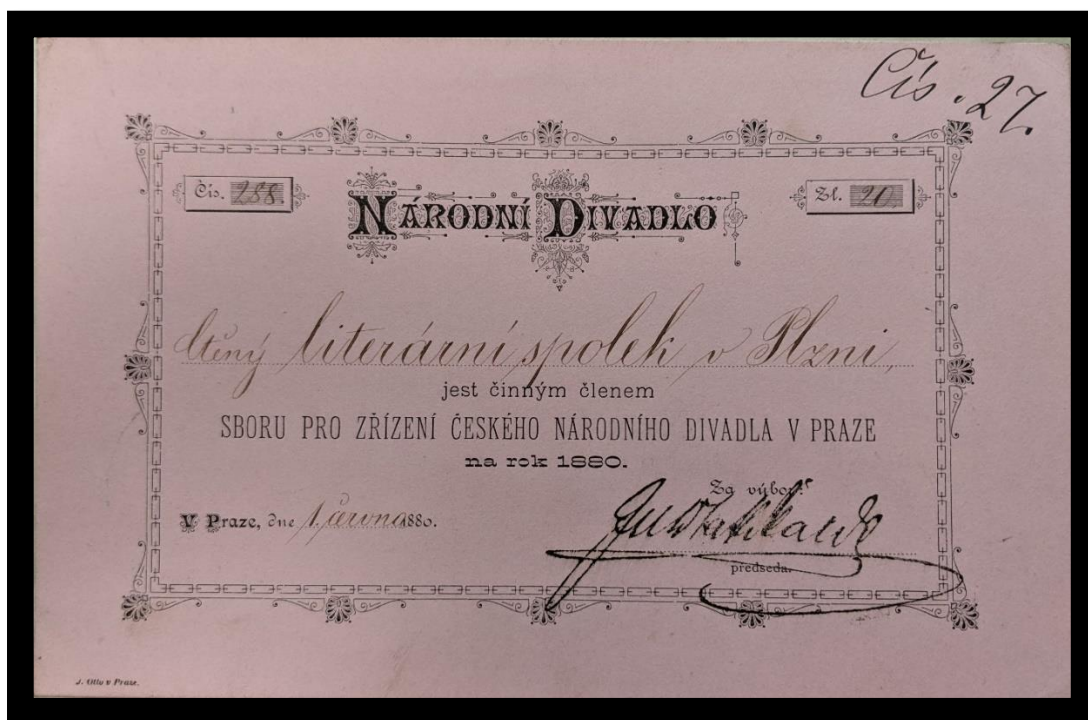 Čís. 27.
Čís. 288.
Zl. 20
NÁRODNÍ DIVADLO
Ctěný literární spolek v Plzni,
jest činným členem
SBORU PRO ZŘÍZENÍ ČESKÉHO NÁRODNÍHO DIVADLA V PRAZE
na rok 1880.
Za výbor:
V Praze, dne 1. června 1880.
předseda.
J. Otto v Praze.